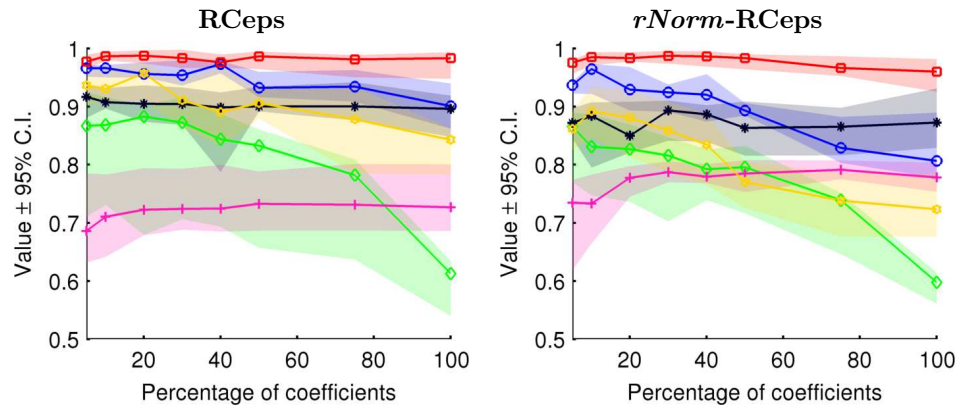 RCeps
rNorm-RCeps
Value ± 95% C.I.
1
0.9
0.8
0.7
0.6
0.5
20 40 60 80 100
Percentage of coefficients
Value ± 95% C.I.
1
0.9
0.8
0.7
0.6
0.5
20 40 60 80 100
Percentage of coefficients